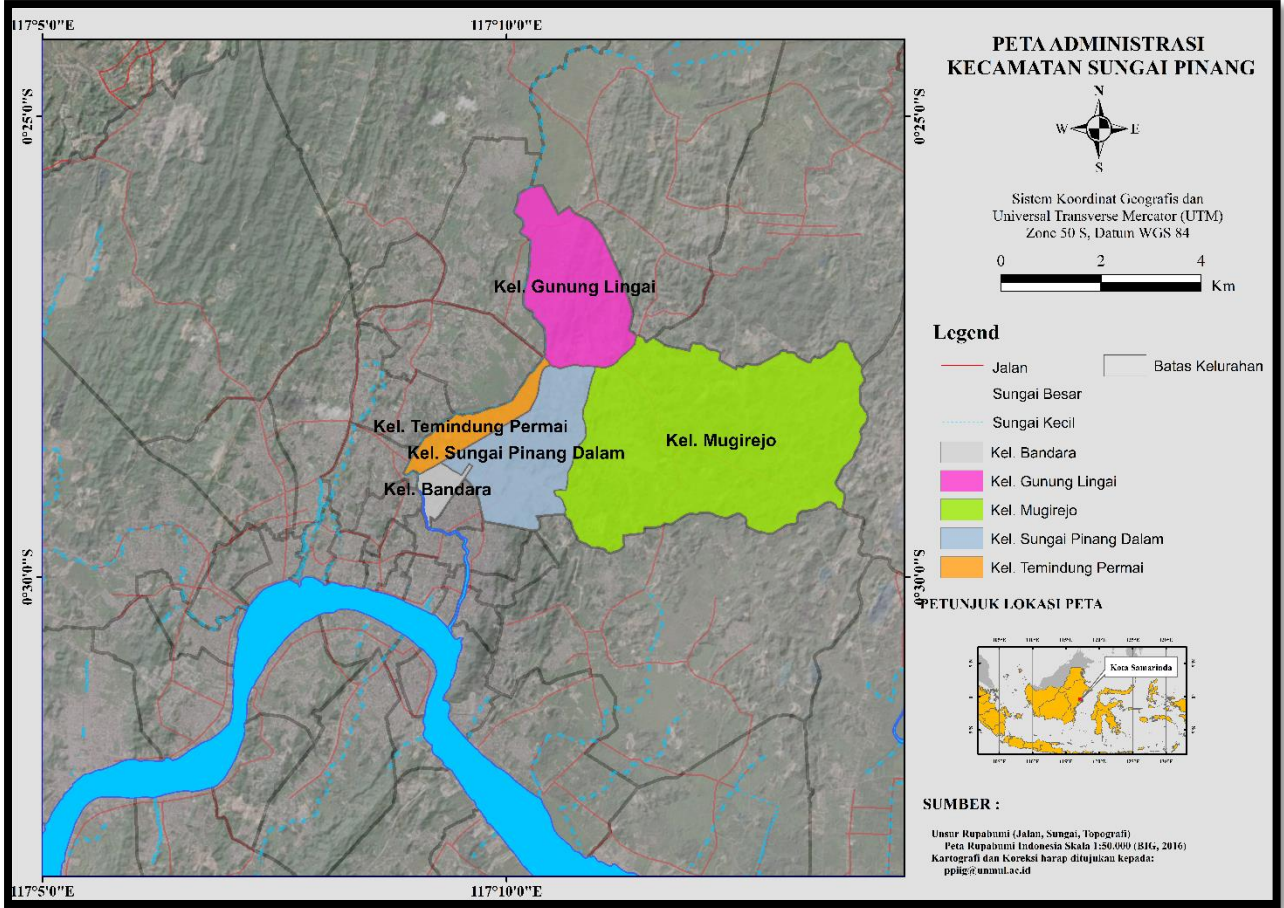 117°5'0"E
117°10'0"E
0°25'0"S
0°25'0"S
0°30'0"S
0°30'0"S
117°5'0"E
117°10'0"E
Kel. Gunung Lingai
Kel. Temindung Permai
Kel. Sungai Pinang Dalam
Kel. Mugirejo
Kel. Bandara
PETA ADMINISTRASI
KECAMATAN SUNGAI PINANG
N
W
E
S
Sistem Koordinat Geografis dan
Universal Transverse Mercator (UTM)
Zone 50 S, Datum WGS 84
0 2 4
Km
Legend
Jalan
Batas Kelurahan
Sungai Besar
Sungai Kecil
Kel. Bandara
Kel. Gunung Lingai
Kel. Mugirejo
Kel. Sungai Pinang Dalam
Kel. Temindung Permai
PETUNJUK LOKASI PETA
Kota Samarinda
SUMBER :
Unsur Rupabumi (Jalan, Sungai, Topografi)
Peta Rupabumi Indonesia Skala 1:50.000 (BIG, 2016)
Kartografi dan Koreksi harap ditujukan kepada:
ppiig@unmul.ac.id